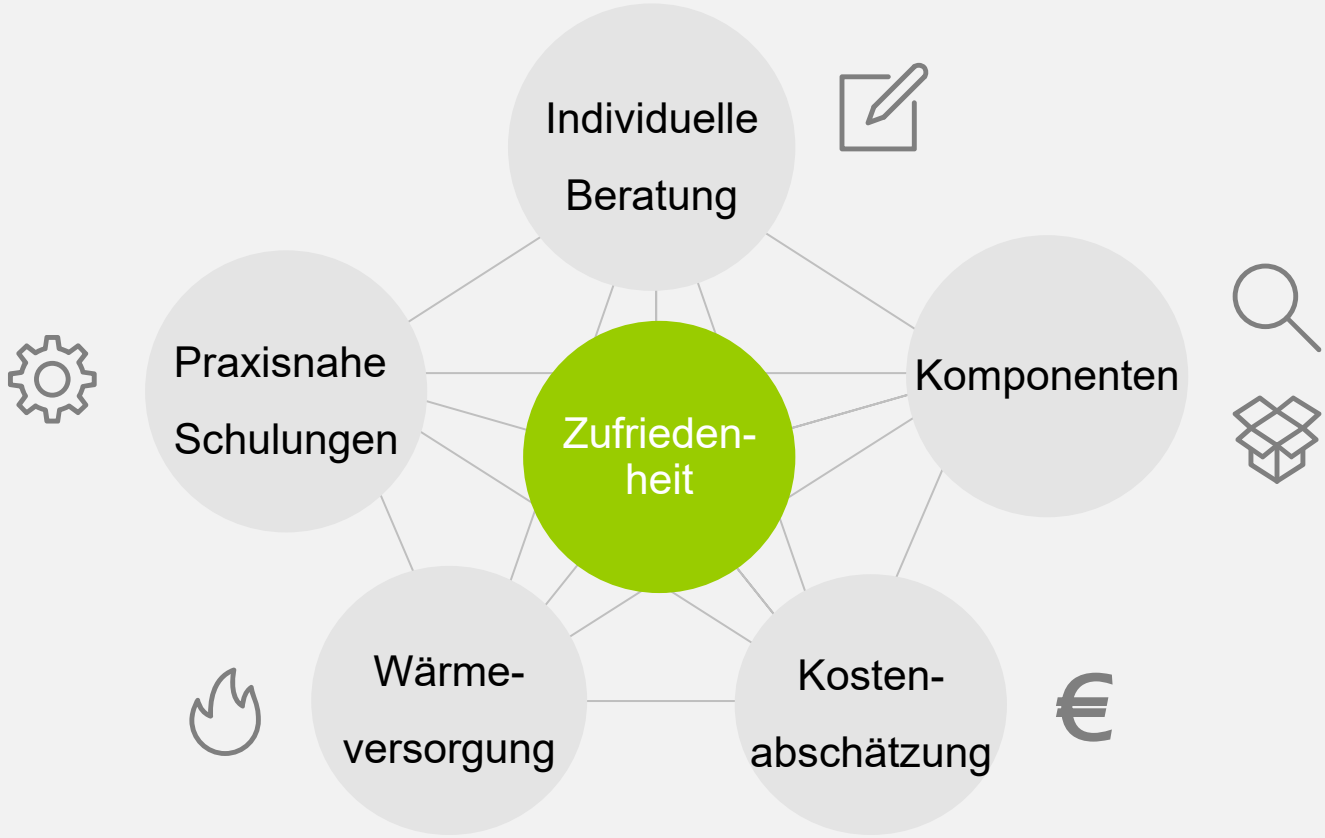 Individuelle
Beratung
Praxisnahe
Schulungen
Komponenten
Zufrieden-
heit
Wärme-
versorgung
Kosten-
abschätzung
€